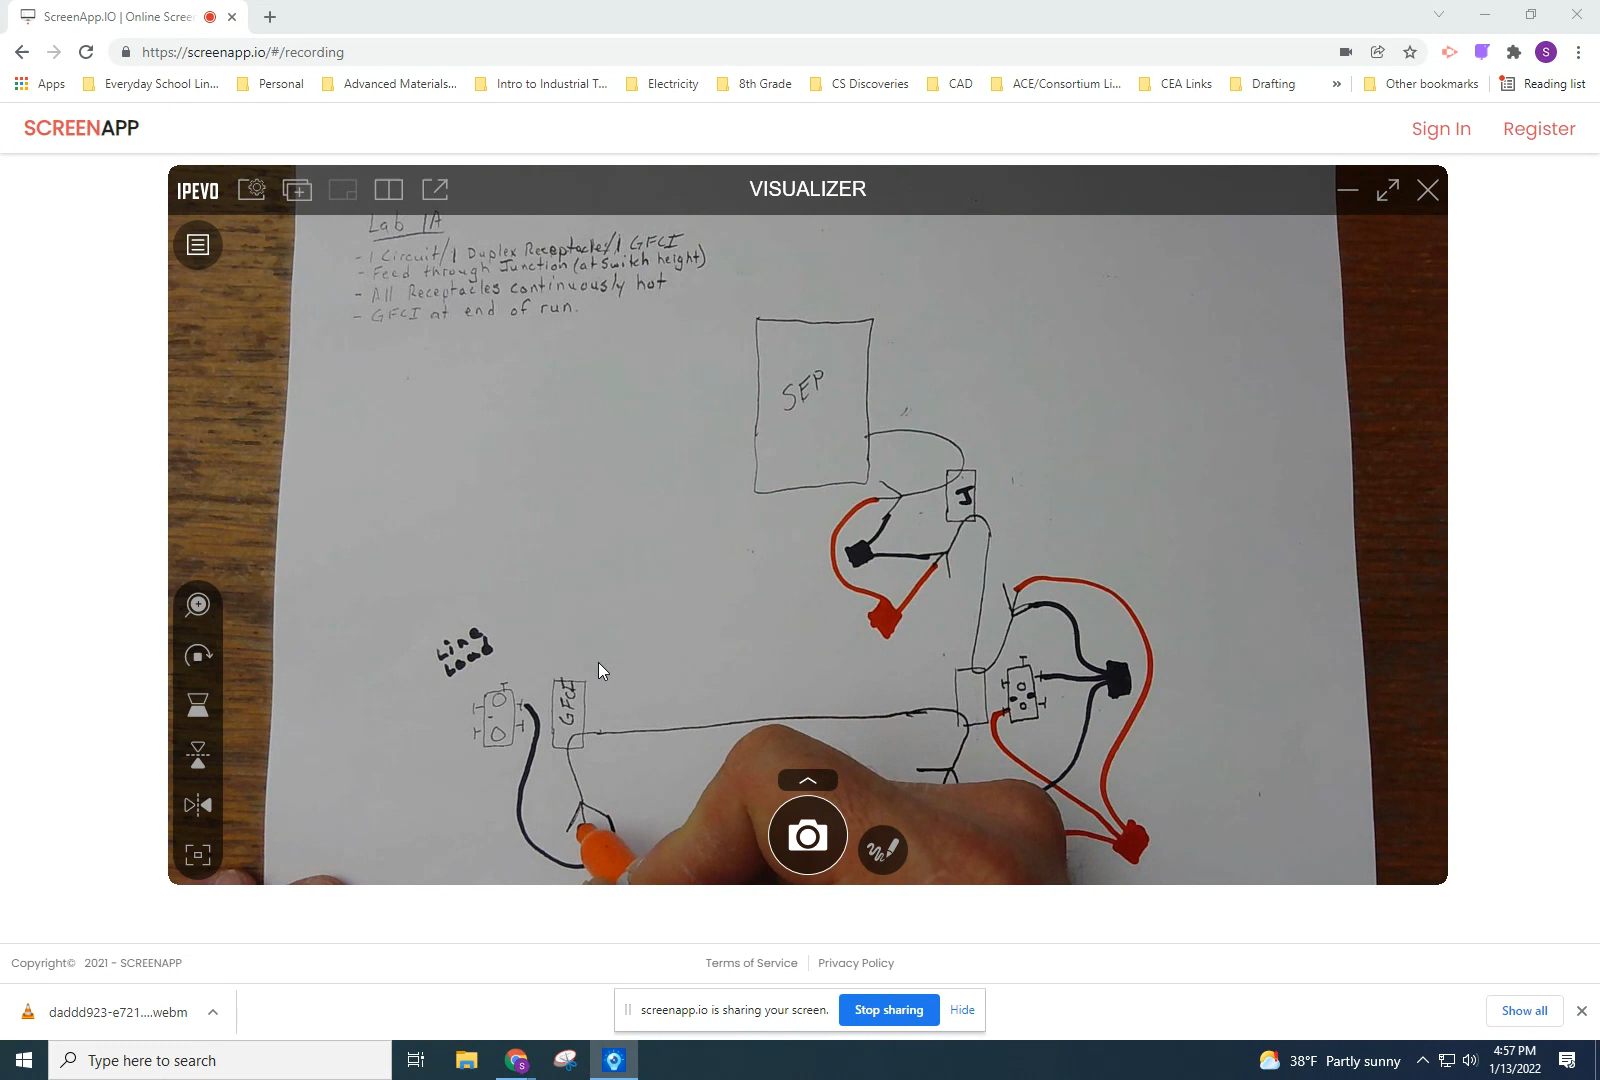 ScreenApp.IO | Online Scree
https://screenapp.io/#/recording
S
Apps
Everyday School Lin...
Personal
Advanced Materials...
Intro to Industrial T...
Electricity
8th Grade
CS Discoveries
CAD
ACE/Consortium Li...
CEA Links
Drafting
»
Other bookmarks
Reading list
SCREENAPP
Sign In
Register
IPEVO
VISUALIZER
Lab 1A
- 1 Circuit/1 Duplex Receptacle/1 GFCI
- Feed through Junction (at switch height)
- All Receptacles continuously hot
- GFCI at end of run.
SEP
J
Line
Load
GFCI
Copyright© 2021 - SCREENAPP
Terms of Service
Privacy Policy
daddd923-e721....webm
screenapp.io is sharing your screen.
Stop sharing
Hide
Show all
Type here to search
S
38°F Partly sunny
4:57 PM
1/13/2022